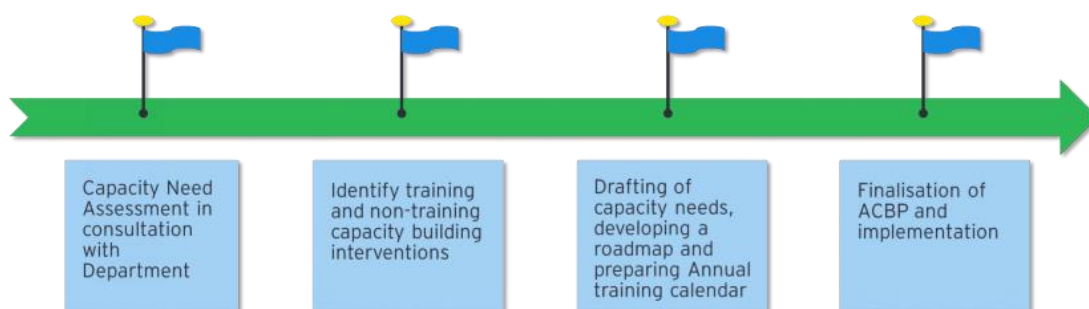 Capacity Need
Assessment in
consultation
with
Department
Identify training
and non-training
capacity building
interventions
Drafting of
capacity needs,
developing a
roadmap and
preparing Annual
training calendar
Finalisation of
ACBP and
implementation